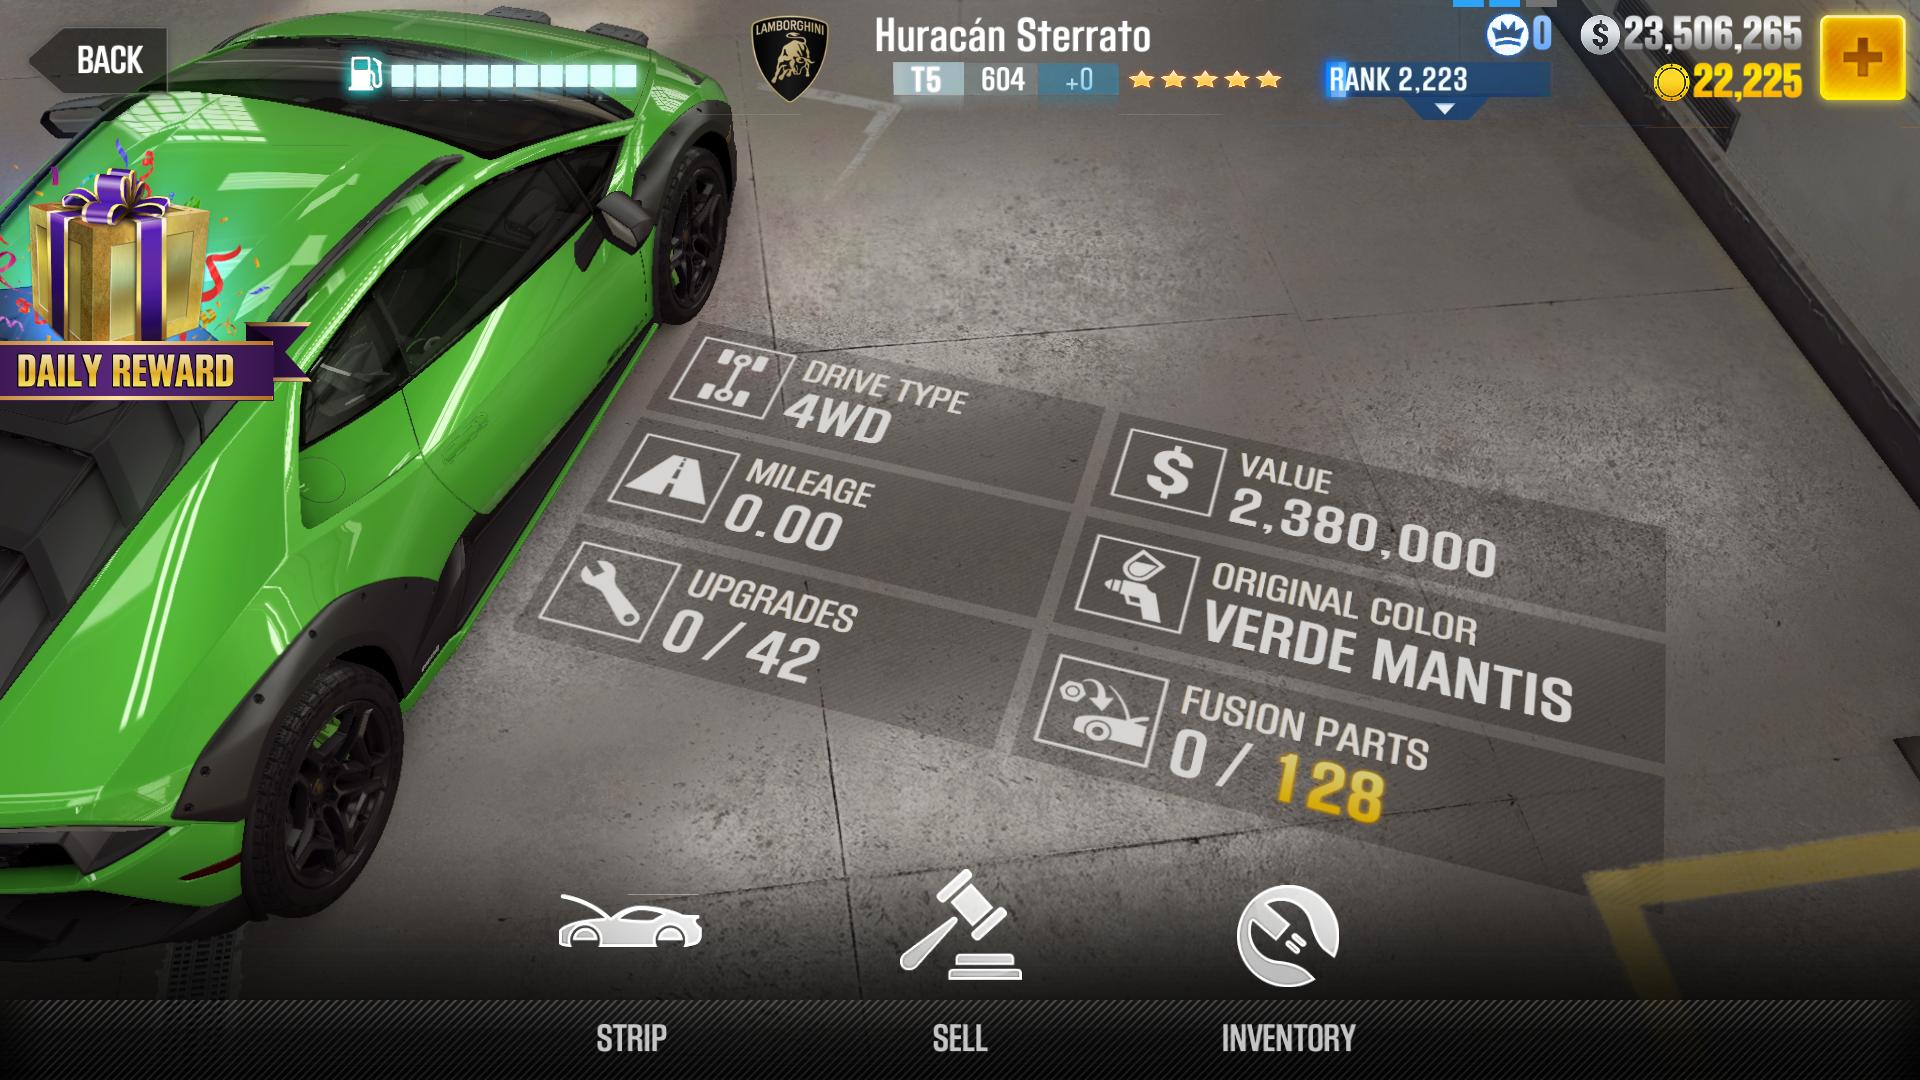 BACK
LAMBORGHINI
Huracán Sterrato
T5 604 +0
RANK 2,223
0
$ 23,506,265
22,225
DAILY REWARD
DRIVE TYPE
4WD
MILEAGE
0.00
UPGRADES
0 / 42
$ VALUE
2,380,000
ORIGINAL COLOR
VERDE MANTIS
FUSION PARTS
0 / 128
STRIP
SELL
INVENTORY